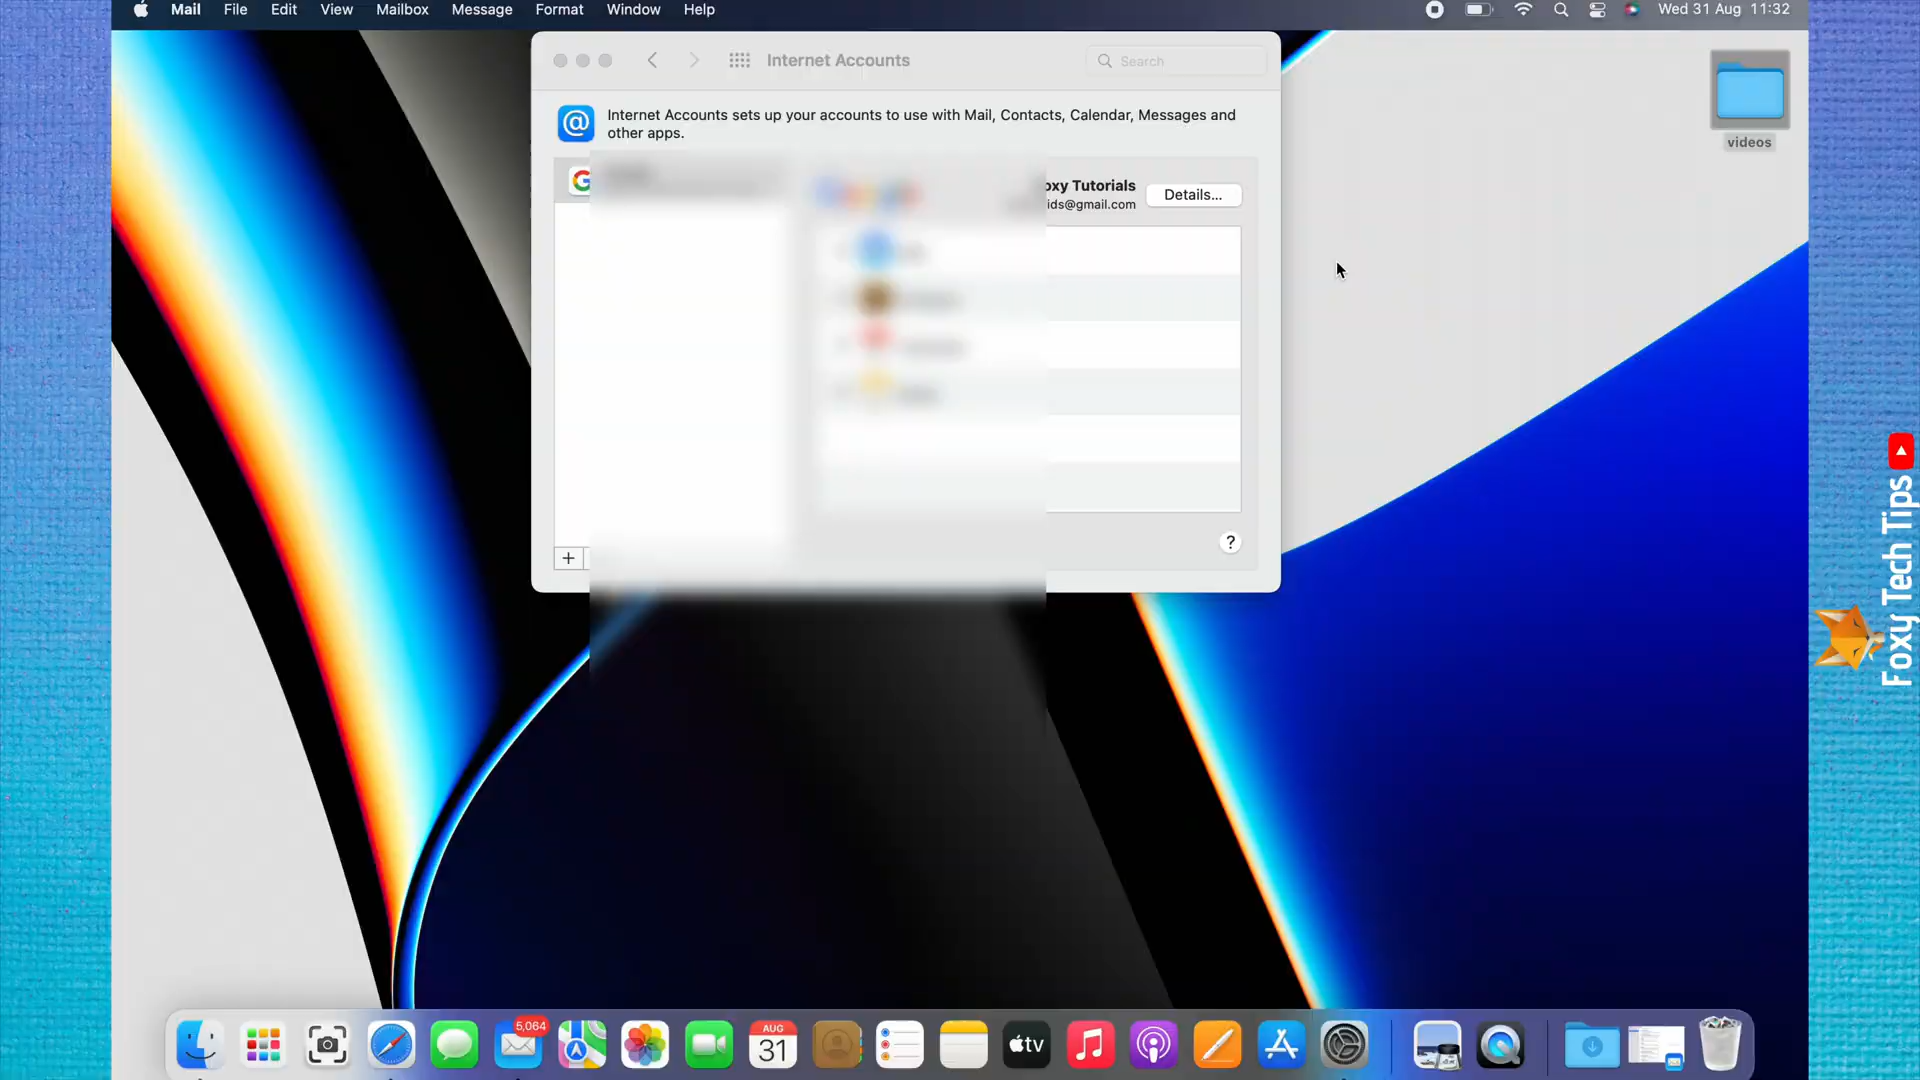 Mail File Edit View Mailbox Message Format Window Help
Wed 31 Aug 11:32
Internet Accounts
Search
Internet Accounts sets up your accounts to use with Mail, Contacts, Calendar, Messages and
other apps.
oxy Tutorials
ids@gmail.com
Details...
+
?
videos
Foxy Tech Tips
5,064
AUG
31
tv